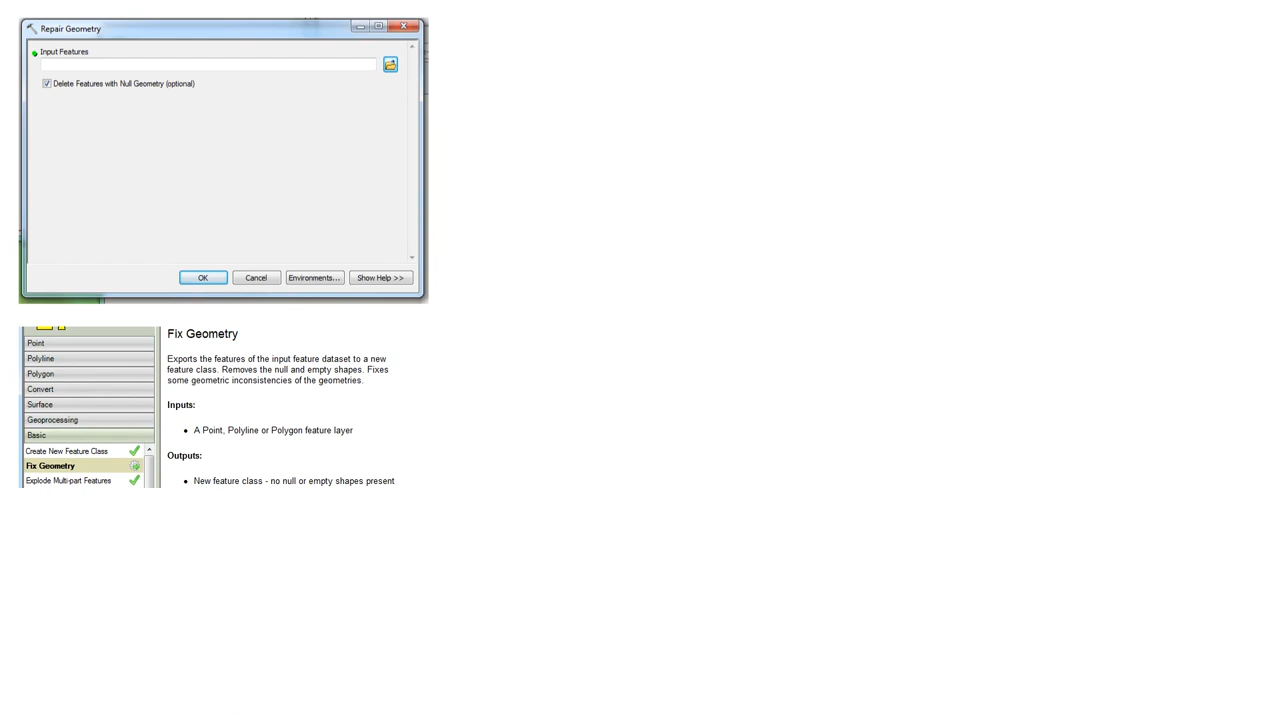 Repair Geometry
Input Features
Delete Features with Null Geometry (optional)
OK
Cancel
Environments...
Show Help >>
Point
Polyline
Polygon
Convert
Surface
Geoprocessing
Basic
Create New Feature Class
Fix Geometry
Explode Multi-part Features
Fix Geometry
Exports the features of the input feature dataset to a new
feature class. Removes the null and empty shapes. Fixes
some geometric inconsistencies of the geometries.
Inputs:
• A Point, Polyline or Polygon feature layer
Outputs:
• New feature class - no null or empty shapes present